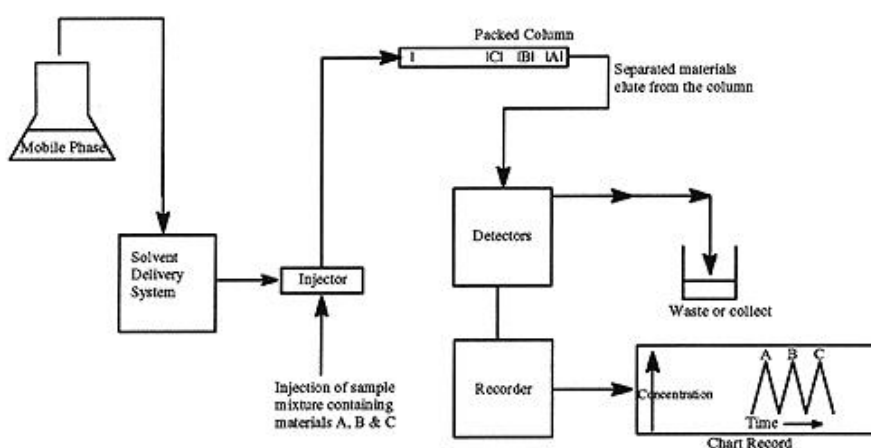 Packed Column
|C| |B| |A|
Separated materials
elute from the column
Mobile Phase
Solvent
Delivery
System
Injector
Detectors
Waste or collect
Injection of sample
mixture containing
materials A, B & C
Recorder
A B C
Concentration
Time
Chart Record